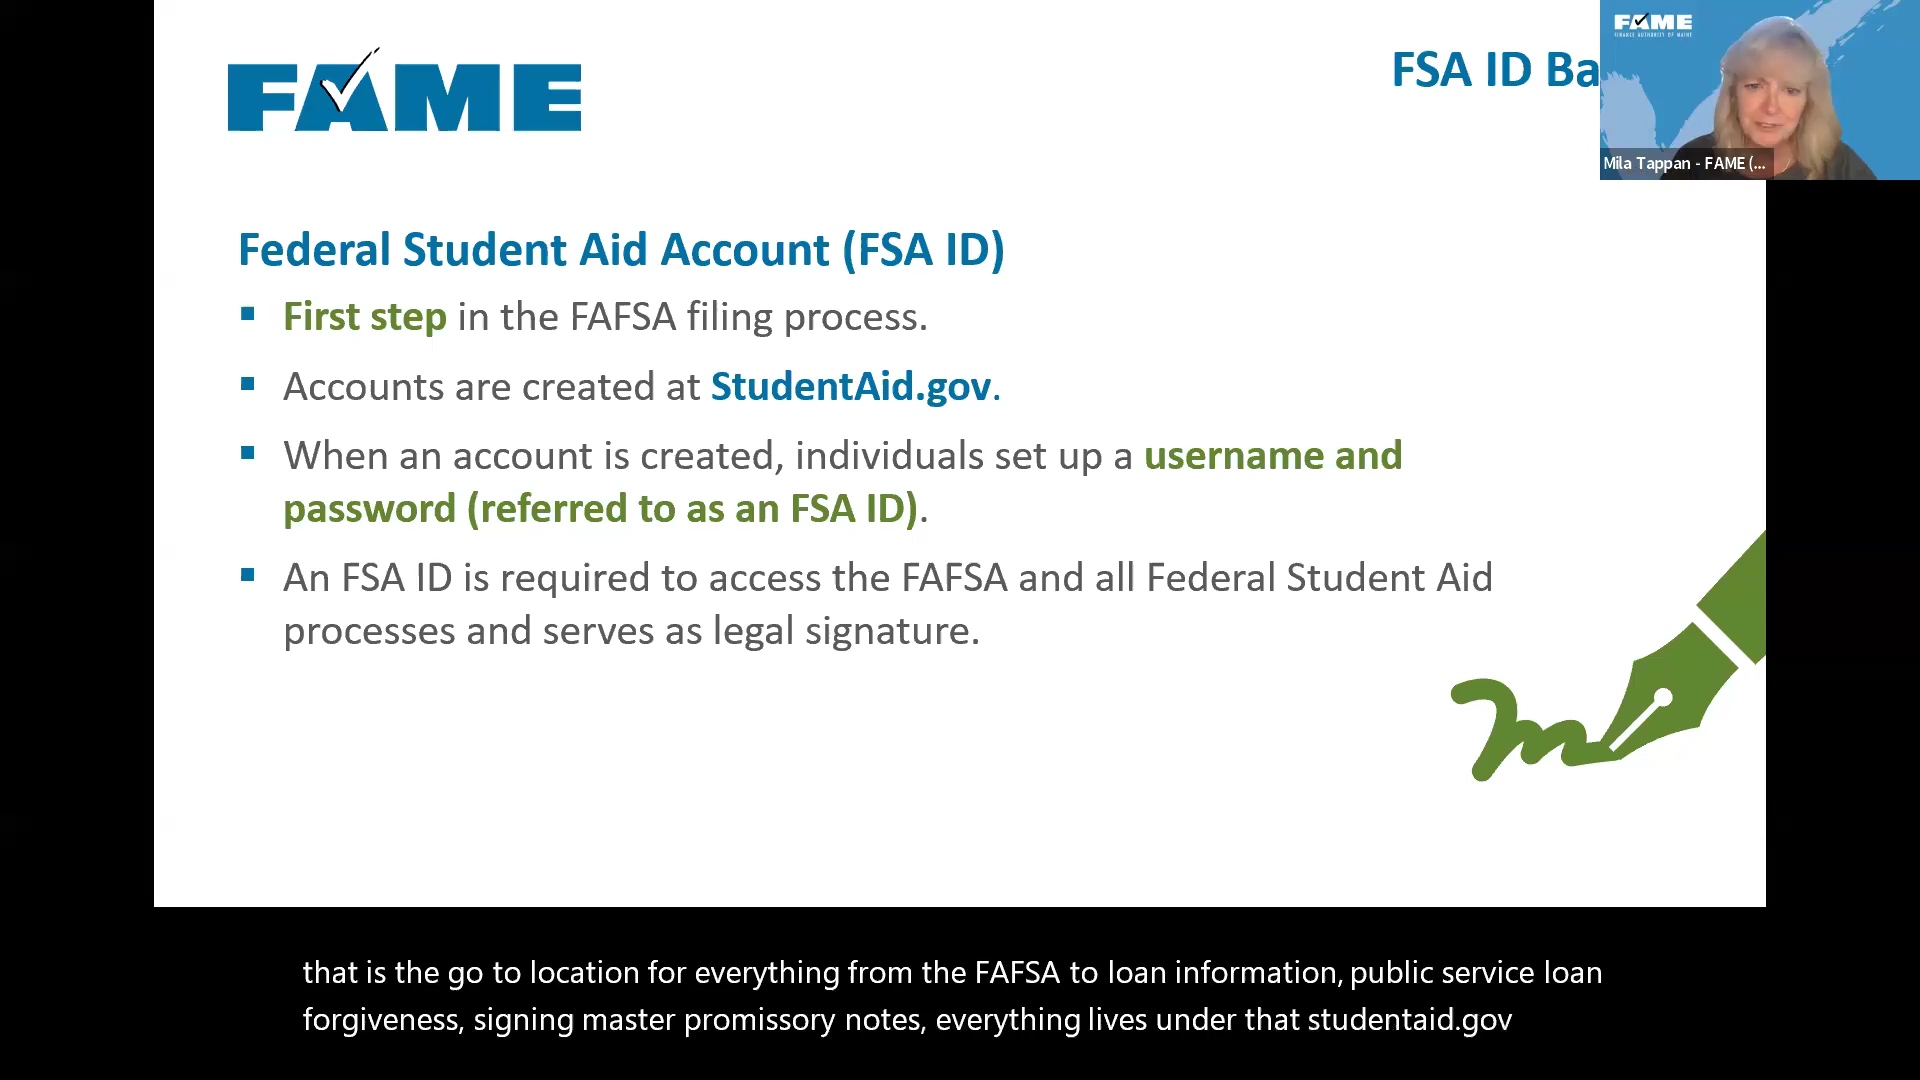 FAME
FSA ID Ba
FAME
FINANCE AUTHORITY OF MAINE
Mila Tappan - FAME (...
Federal Student Aid Account (FSA ID)
▪ First step in the FAFSA filing process.
▪ Accounts are created at StudentAid.gov.
▪ When an account is created, individuals set up a username and
password (referred to as an FSA ID).
▪ An FSA ID is required to access the FAFSA and all Federal Student Aid
processes and serves as legal signature.
that is the go to location for everything from the FAFSA to loan information, public service loan
forgiveness, signing master promissory notes, everything lives under that studentaid.gov